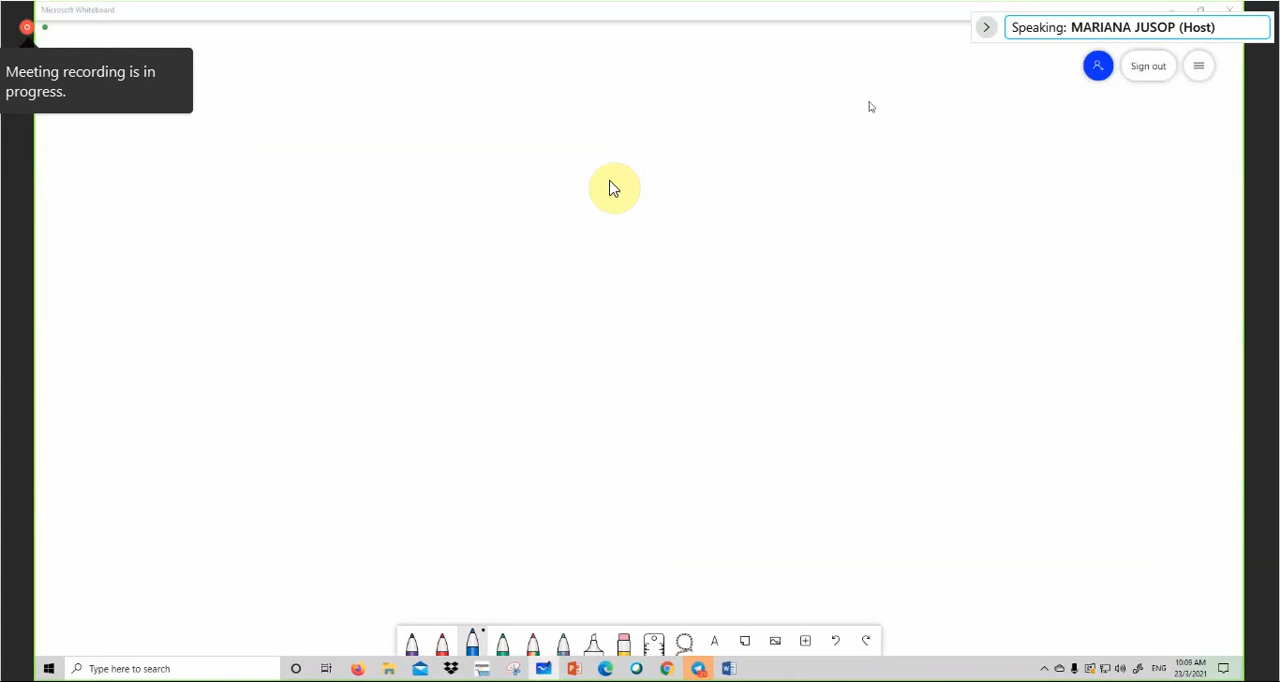 Microsoft Whiteboard
Speaking: MARIANA JUSOP (Host)
Meeting recording is in
progress.
Sign out
A
Type here to search
ENG
10:09 AM
23/3/2021